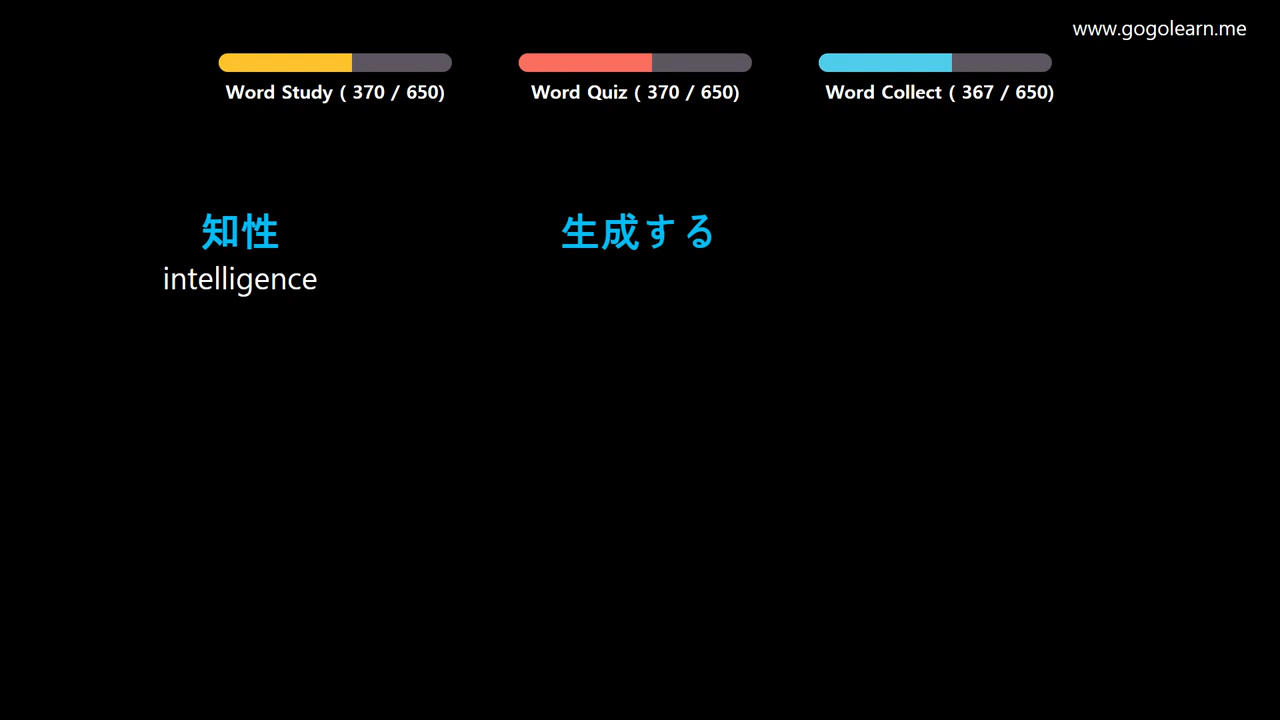 www.gogolearn.me
Word Study ( 370 / 650)
Word Quiz ( 370 / 650)
Word Collect ( 367 / 650)
知性
intelligence
生成する